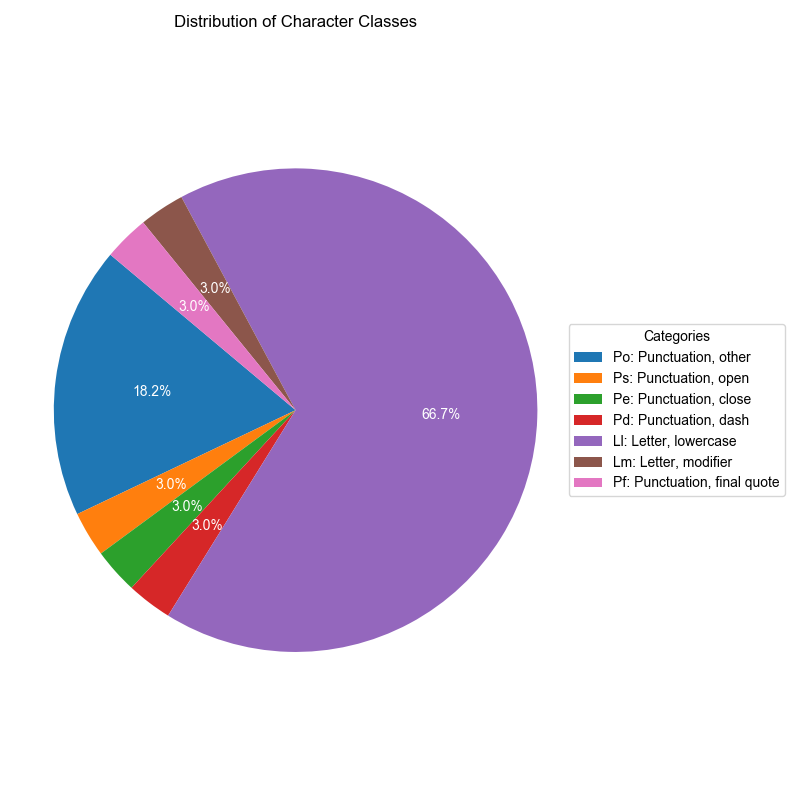 Distribution of Character Classes
3.0%
3.0%
18.2%
66.7%
3.0%
3.0%
3.0%
Categories
Po: Punctuation, other
Ps: Punctuation, open
Pe: Punctuation, close
Pd: Punctuation, dash
Ll: Letter, lowercase
Lm: Letter, modifier
Pf: Punctuation, final quote